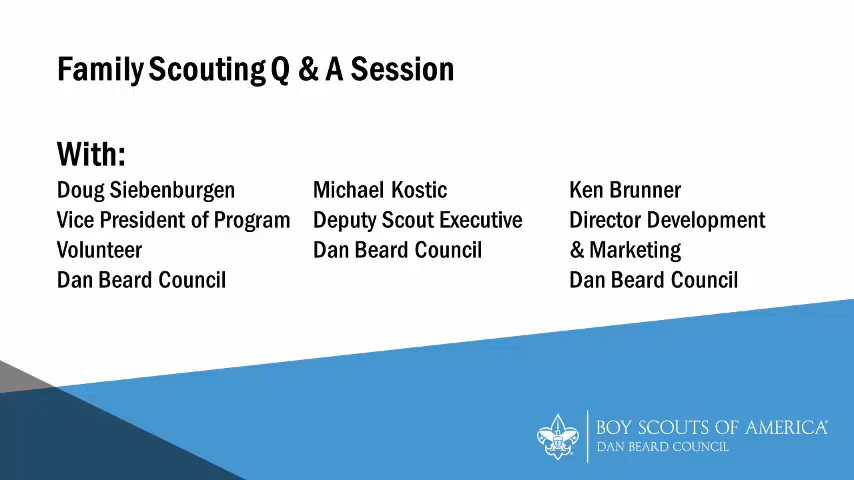 Family Scouting Q & A Session
With:
Doug Siebenburgen
Vice President of Program
Volunteer
Dan Beard Council
Michael Kostic
Deputy Scout Executive
Dan Beard Council
Ken Brunner
Director Development
& Marketing
Dan Beard Council
BOY SCOUTS OF AMERICA®
DAN BEARD COUNCIL